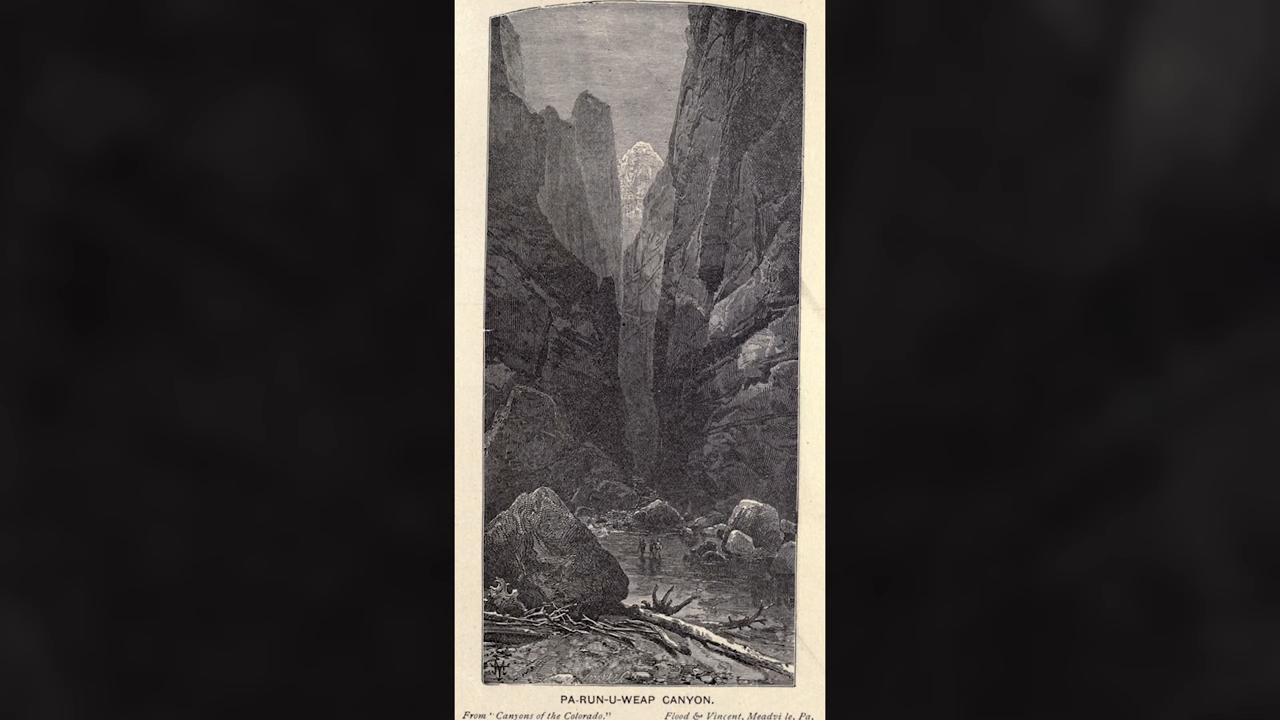 PA-RUN-U-WEAP CANYON.
From "Canyons of the Colorado." Flood & Vincent, Meadville, Pa.